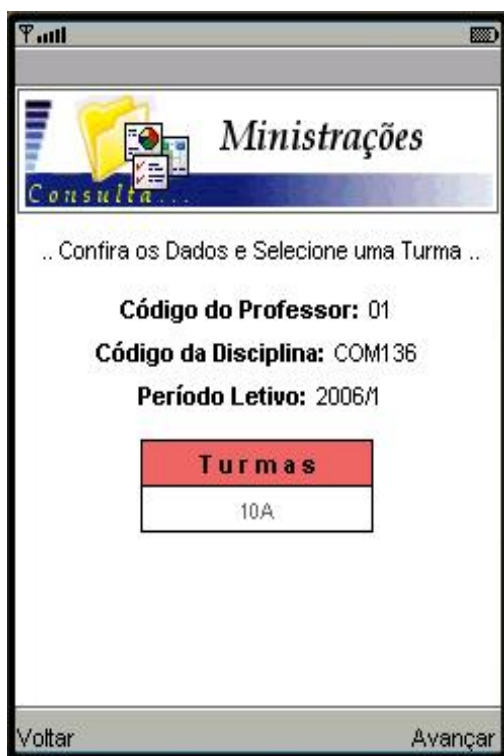 Ministrações
Consulta...
.. Confira os Dados e Selecione uma Turma ..
Código do Professor: 01
Código da Disciplina: COM136
Período Letivo: 2006/1
Turmas
10A
Voltar Avançar